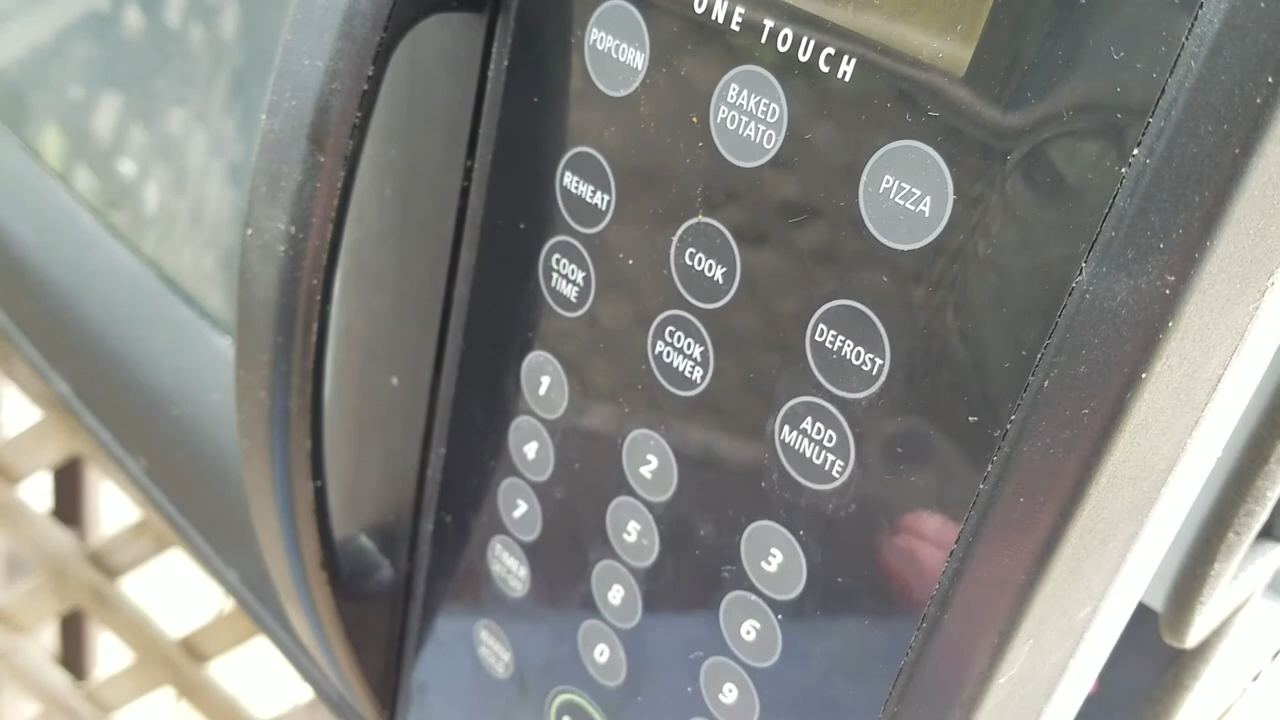 ONE TOUCH
POPCORN
BAKED
POTATO
PIZZA
REHEAT
COOK
DEFROST
COOK
TIME
COOK
POWER
ADD
MINUTE
1
2
3
4
5
6
7
8
9
TIMER
0